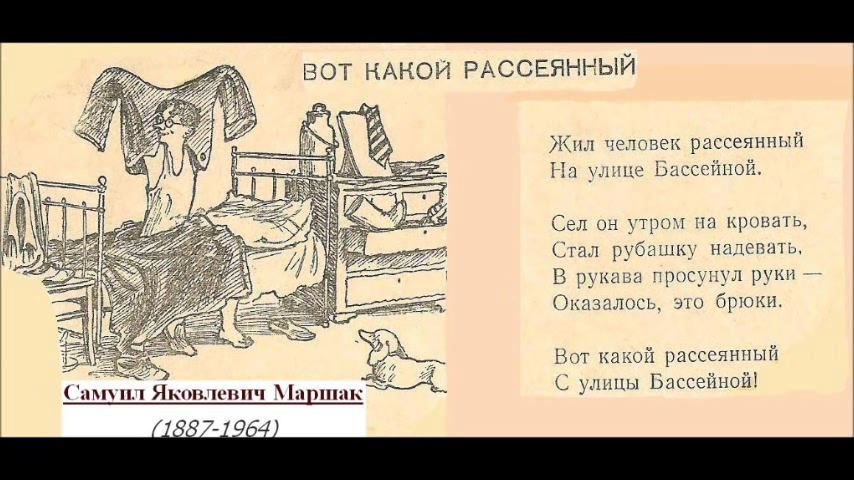 ВОТ КАКОЙ РАССЕЯННЫЙ
Жил человек рассеянный
На улице Бассейной.
Сел он утром на кровать,
Стал рубашку надевать,
В рукава просунул руки —
Оказалось, это брюки.
Вот какой рассеянный
С улицы Бассейной!
Самуил Яковлевич Маршак
(1887-1964)